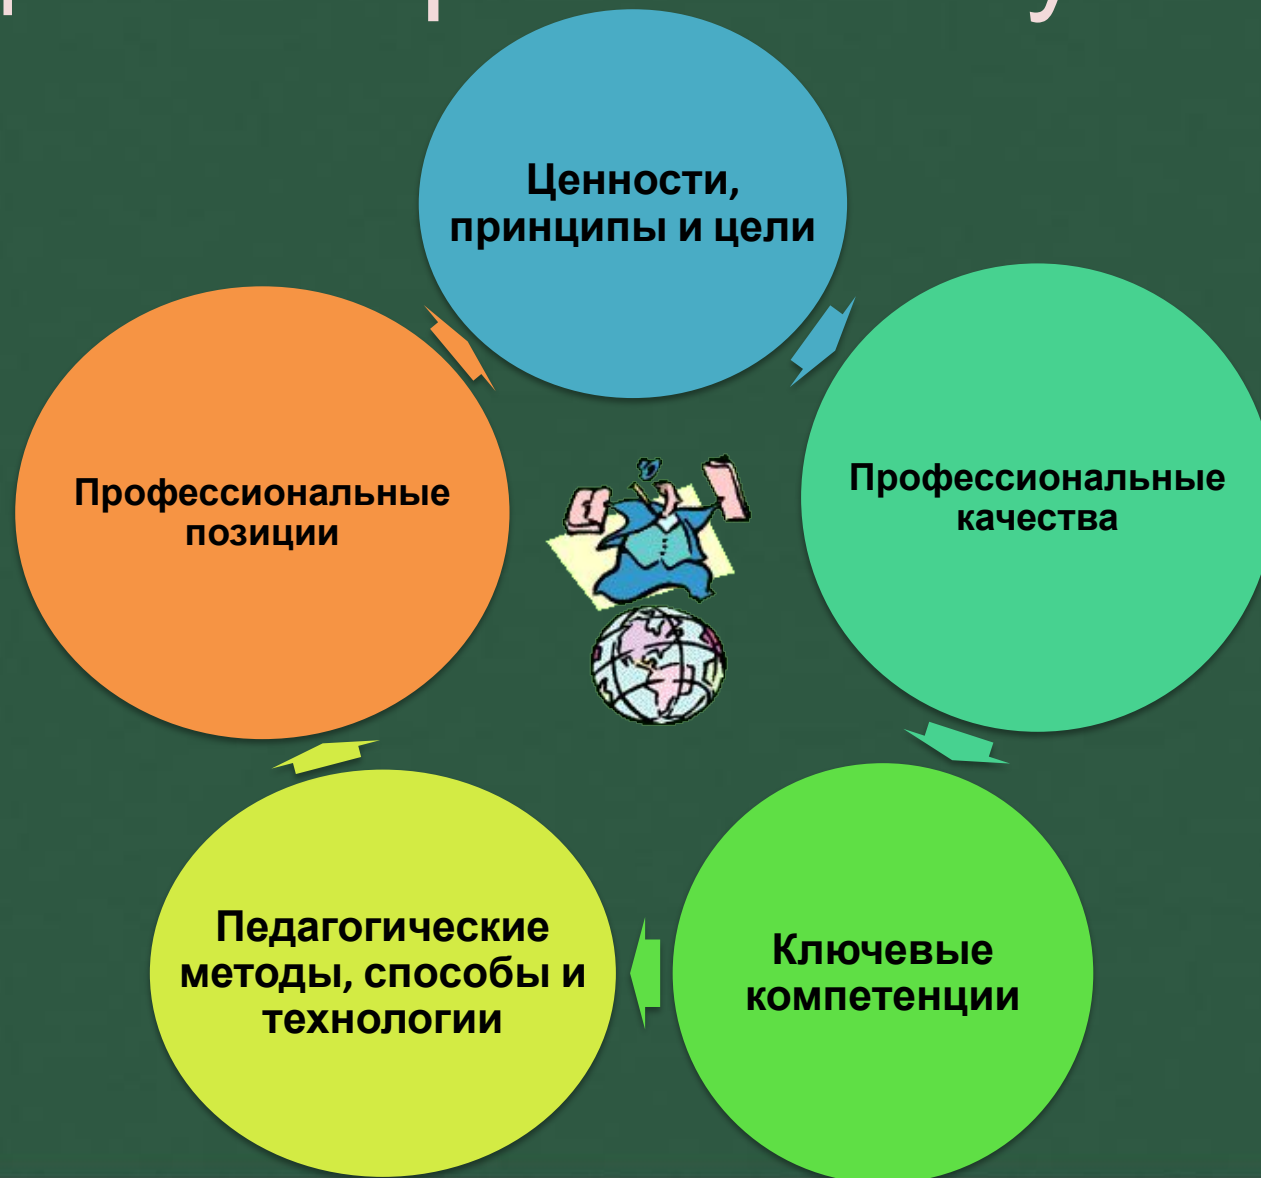 Ценности,
принципы и цели
Профессиональные
качества
Ключевые
компетенции
Педагогические
методы, способы и
технологии
Профессиональные
позиции